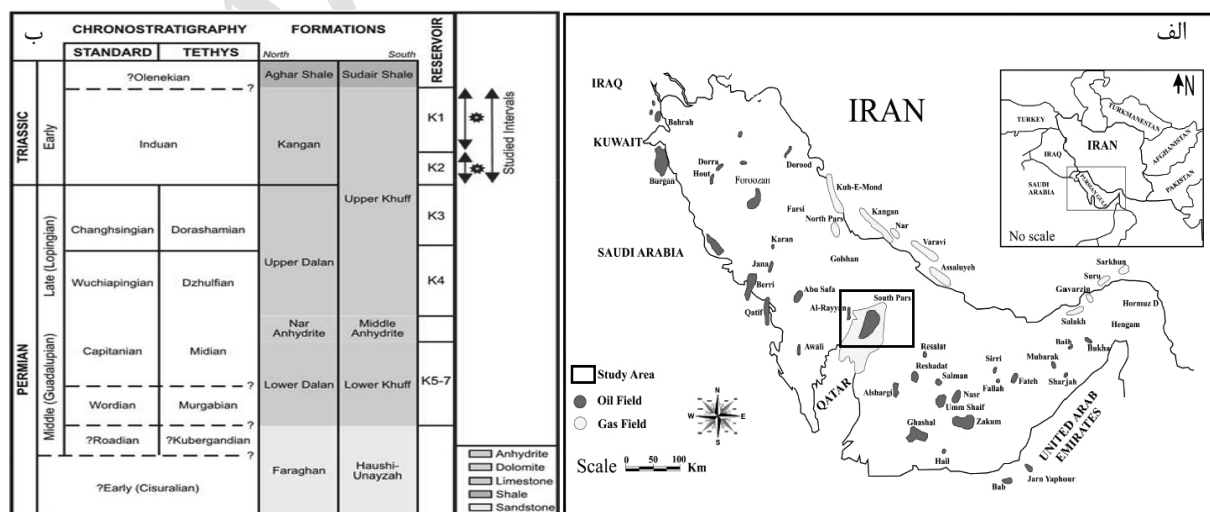 ب
CHRONOSTRATIGRAPHY
FORMATIONS
RESERVOIR
STANDARD
TETHYS
North
South
TRIASSIC
Early
?Olenekian
?
Aghar Shale
Sudair Shale
Induan
Kangan
K1
K2
Studied Intervals
Upper Khuff
PERMIAN
Late (Lopingian)
Changhsingian
Dorashamian
K3
Upper Dalan
Wuchiapingian
Dzhulfian
K4
Nar
Anhydrite
Middle
Anhydrite
Middle (Guadalupian)
Capitanian
Midian
?
Lower Dalan
Lower Khuff
K5-7
Wordian
Murgabian
?
?Roadian
?Kubergandian
?
Faraghan
Haushi-
Unayzah
?Early (Cisuralian)
Anhydrite
Dolomite
Limestone
Shale
Sandstone
الف
IRAQ
IRAN
KUWAIT
Bahrah
Burgan
Dorra
Hout
Dorood
Foroozan
Kuh-E-Mond
Farsi
North Pars
Kangan
Nar
Varavi
Assaluyeh
Golshan
SAUDI ARABIA
Karan
Jana
Berri
Abu Safa
Qatif
Al-Rayyan
South Pars
Awali
Sarkhun
Suru
Gavarzin
Hormuz D
Salakh
Hengam
Resalat
Reshadat
Salman
Sirri
Fallah
Fateh
Mubarak
Raih
Bukha
Sharjah
Alshargi
Nasr
Umm Shaif
Zakum
Ghashal
Hail
Bab
Jarn Yaphour
QATAR
UNITED ARAB
EMIRATES
Study Area
Oil Field
Gas Field
N
W
E
S
Scale
0
50
100
Km
N
TURKEY
TURKMANESTAN
IRAQ
IRAN
AFGHANISTAN
SAUDI
ARABIA
PERSIAN GULF
PAKISTAN
No scale